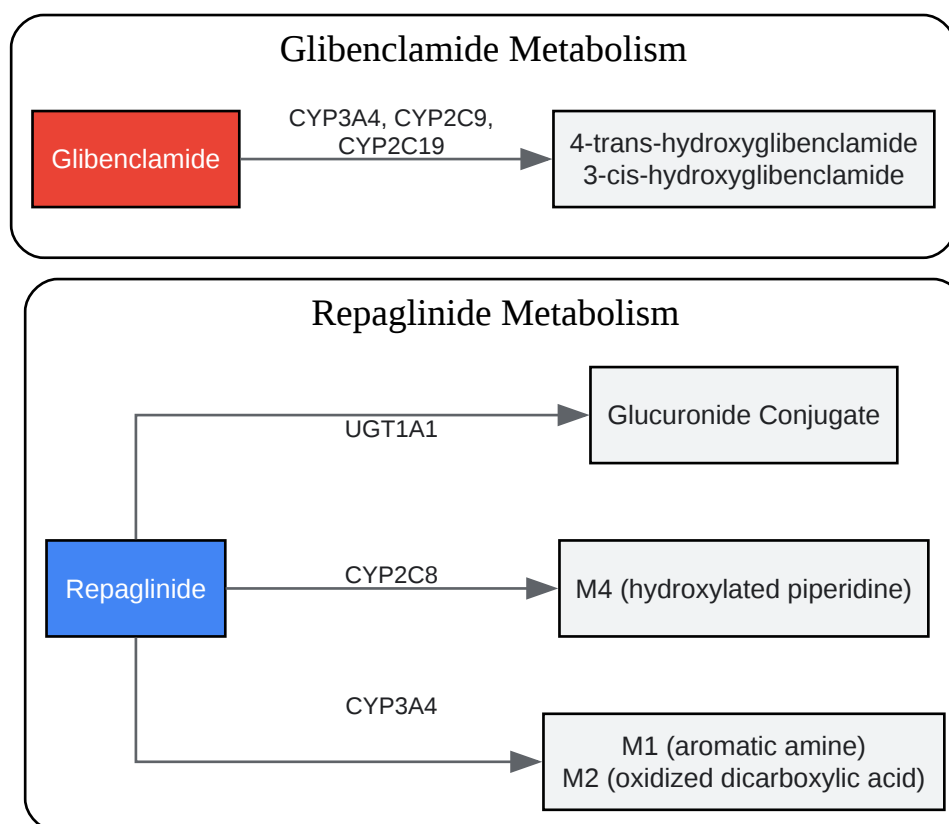 Glibenclamide Metabolism
Glibenclamide
CYP3A4, CYP2C9,
CYP2C19
4-trans-hydroxyglibenclamide
3-cis-hydroxyglibenclamide
Repaglinide Metabolism
UGT1A1
Glucuronide Conjugate
Repaglinide
CYP2C8
M4 (hydroxylated piperidine)
CYP3A4
M1 (aromatic amine)
M2 (oxidized dicarboxylic acid)